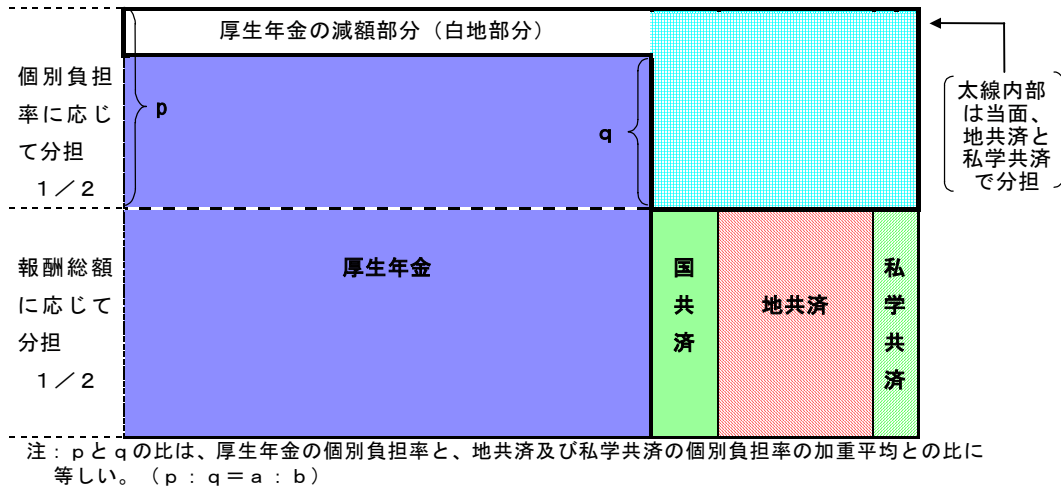 厚生年金の減額部分（白地部分）
個別負担
率に応じ
て分担
１／２
ｐ
ｑ
太線内部
は当面、
地共済と
私学共済
で分担
報酬総額
に応じて
分担
１／２
厚生年金
国共済
地共済
私学共済
注：ｐとｑの比は、厚生年金の個別負担率と、地共済及び私学共済の個別負担率の加重平均との比に
等しい。（ｐ：ｑ＝ａ：ｂ）